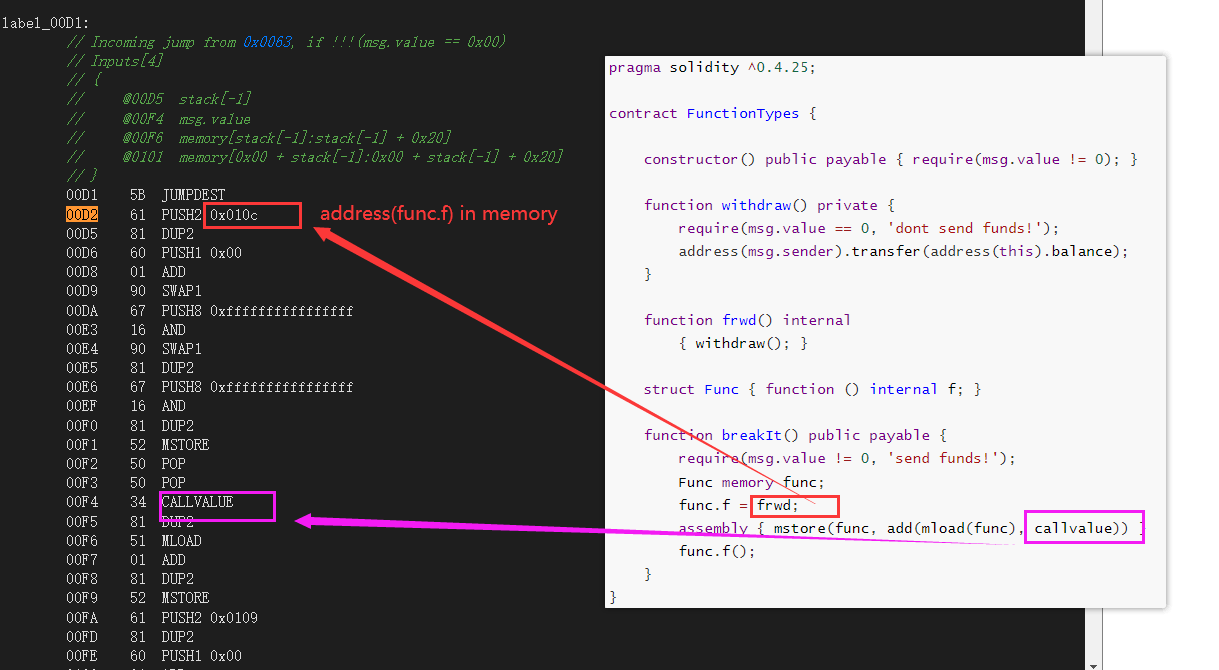 label_00D1:
// Incoming jump from 0x0063, if !!!(msg.value == 0x00)
// Inputs[4]
// {
//     @00D5  stack[-1]
//     @00F4  msg.value
//     @00F6  memory[stack[-1]:stack[-1] + 0x20]
//     @0101  memory[0x00 + stack[-1]:0x00 + stack[-1] + 0x20]
// }
00D1    5B  JUMPDEST
00D2    61  PUSH2 0x010c
00D5    81  DUP2
00D6    60  PUSH1 0x00
00D8    01  ADD
00D9    90  SWAP1
00DA    67  PUSH8 0xffffffffffffffff
00E3    16  AND
00E4    90  SWAP1
00E5    81  DUP2
00E6    67  PUSH8 0xffffffffffffffff
00EF    16  AND
00F0    81  DUP2
00F1    52  MSTORE
00F2    50  POP
00F3    50  POP
00F4    34  CALLVALUE
00F5    81  DUP2
00F6    51  MLOAD
00F7    01  ADD
00F8    81  DUP2
00F9    52  MSTORE
00FA    61  PUSH2 0x0109
00FD    81  DUP2
00FE    60  PUSH1 0x00
address(func.f) in memory
pragma solidity ^0.4.25;
contract FunctionTypes {
constructor() public payable { require(msg.value != 0); }
function withdraw() private {
require(msg.value == 0, 'dont send funds!');
address(msg.sender).transfer(address(this).balance);
}
function frwd() internal
{ withdraw(); }
struct Func { function () internal f; }
function breakIt() public payable {
require(msg.value != 0, 'send funds!');
Func memory func;
func.f = frwd;
assembly { mstore(func, add(mload(func), callvalue)) }
func.f();
}
}